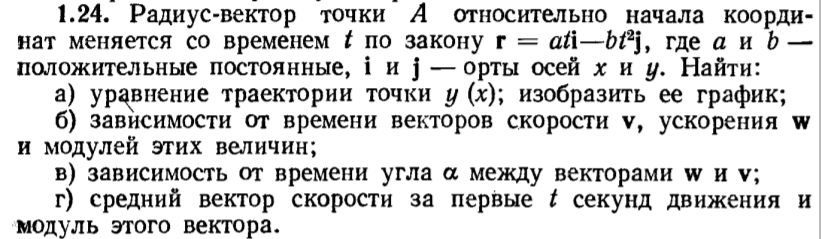 1.24. Радиус-вектор точки A относительно начала коорди-
нат меняется со временем t по закону r = ati—bt²j, где a и b —
положительные постоянные, i и j — орты осей x и y. Найти:
а) уравнение траектории точки y (x); изобразить ее график;
б) зависимости от времени векторов скорости v, ускорения w
и модулей этих величин;
в) зависимость от времени угла α между векторами w и v;
г) средний вектор скорости за первые t секунд движения и
модуль этого вектора.